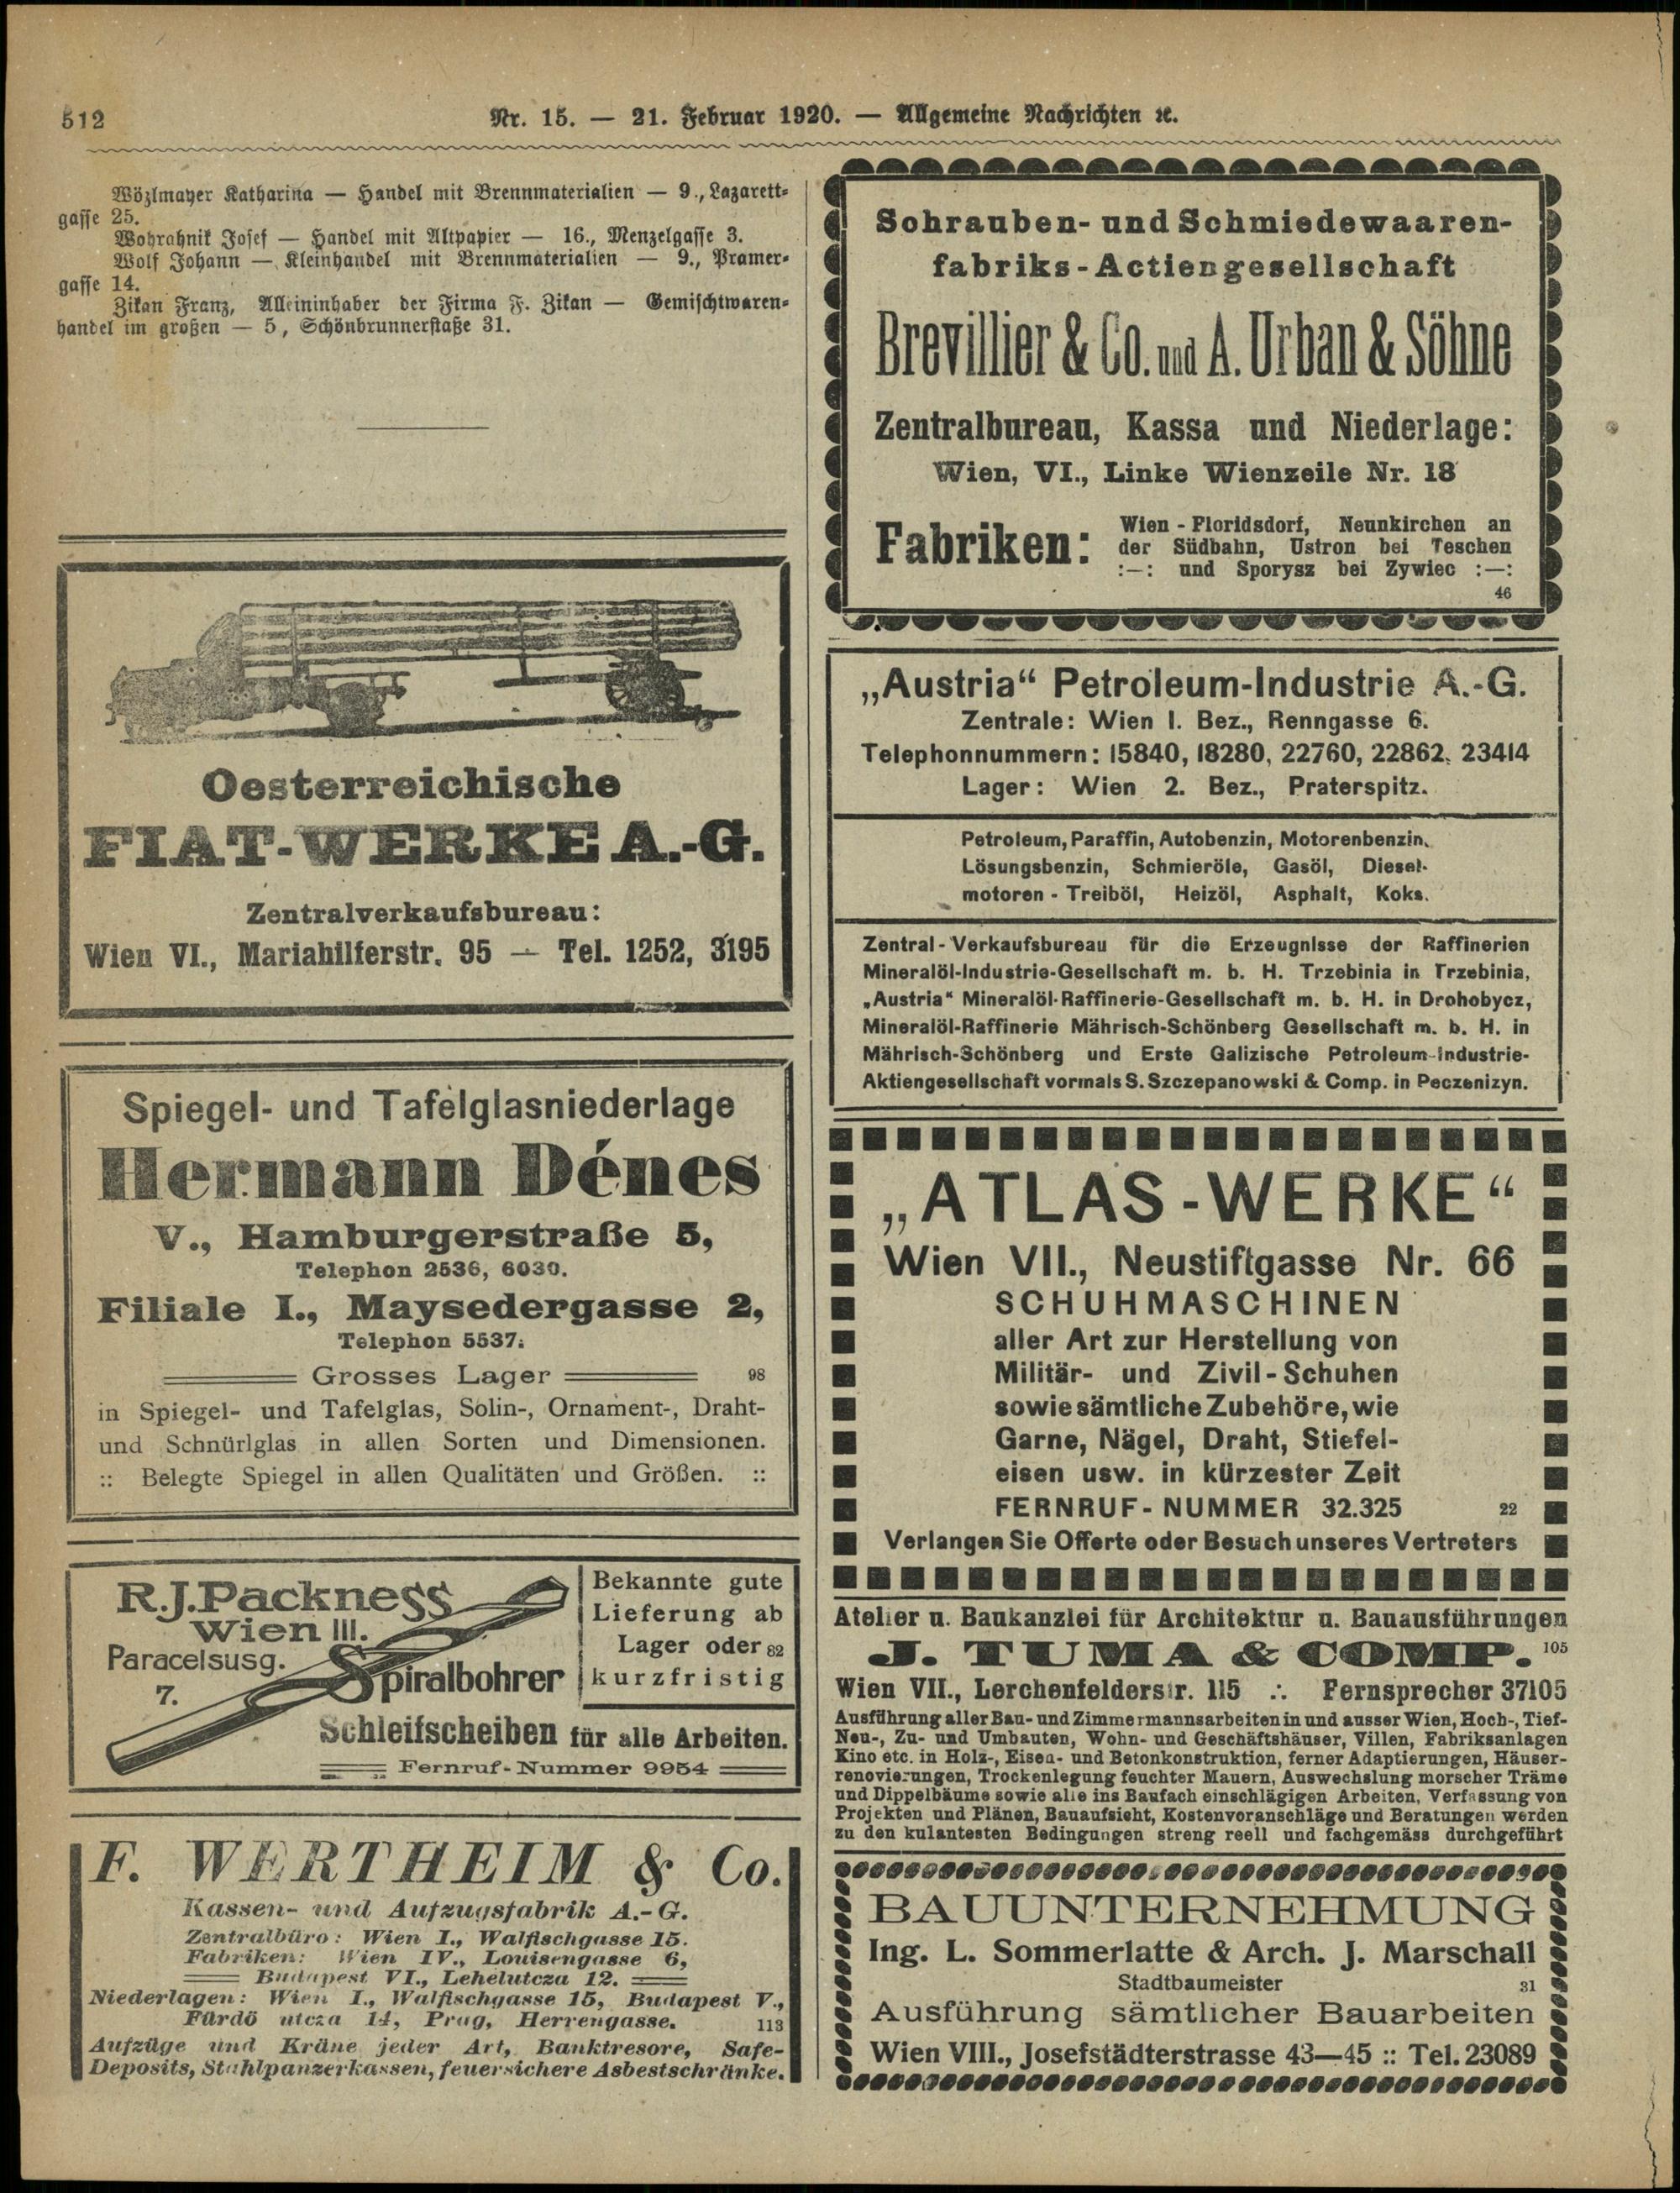 512
Nr. 15. — 21. Februar 1920. — Allgemeine Nachrichten ꝛc.
Wözlmayer Katharina — Handel mit Brennmaterialien — 9., Lazarett-
gasse 25.
Wohrahnik Josef — Handel mit Altpapier — 16., Menzelgasse 3.
Wolf Johann — Kleinhandel mit Brennmaterialien — 9., Pramer-
gasse 14.
Zikan Franz, Alleininhaber der Firma F. Zikan — Gemischtwaren-
handel im großen — 5, Schönbrunnerstaße 31.
Oesterreichische
FIAT-WERKE A.-G.
Zentralverkaufsbureau:
Wien VI., Mariahilferstr. 95 — Tel. 1252, 3195
Spiegel- und Tafelglasniederlage
Hermann Dénes
V., Hamburgerstraße 5,
Telephon 2536, 6030.
Filiale I., Maysedergasse 2,
Telephon 5537.
Grosses Lager 98
in Spiegel- und Tafelglas, Solin-, Ornament-, Draht-
und Schnürlglas in allen Sorten und Dimensionen.
:: Belegte Spiegel in allen Qualitäten und Größen. ::
R.J.Packness
Wien III.
Paracelsusg.
7.
Spiralbohrer
Bekannte gute
Lieferung ab
Lager oder 82
kurzfristig
Schleifscheiben für alle Arbeiten.
Fernruf-Nummer 9954
F. WERTHEIM & Co.
Kassen- und Aufzugsfabrik A.-G.
Zentralbüro: Wien I., Walfischgasse 15.
Fabriken: Wien IV., Louisengasse 6,
Budapest VI., Lehelutcza 12.
Niederlagen: Wien I., Walfischgasse 15, Budapest V.,
Fürdö utcza 14, Prag, Herrengasse. 113
Aufzüge und Kräne jeder Art, Banktresore, Safe-
Deposits, Stahlpanzerkassen, feuersichere Asbestschränke.
Schrauben- und Schmiedewaaren-
fabriks-Actiengesellschaft
Brevillier & Co. und A. Urban & Söhne
Zentralbureau, Kassa und Niederlage:
Wien, VI., Linke Wienzeile Nr. 18
Fabriken:
Wien - Floridsdorf, Neunkirchen an
der Südbahn, Ustron bei Teschen
:—: und Sporysz bei Zywiec :—:
46
„Austria“ Petroleum-Industrie A.-G.
Zentrale: Wien I. Bez., Renngasse 6.
Telephonnummern: 15840, 18280, 22760, 22862, 23414
Lager: Wien 2. Bez., Praterspitz.
Petroleum, Paraffin, Autobenzin, Motorenbenzin,
Lösungsbenzin, Schmieröle, Gasöl, Diesel-
motoren - Treiböl, Heizöl, Asphalt, Koks.
Zentral-Verkaufsbureau für die Erzeugnisse der Raffinerien
Mineralöl-Industrie-Gesellschaft m. b. H. Trzebinia in Trzebinia,
„Austria“ Mineralöl-Raffinerie-Gesellschaft m. b. H. in Drohobycz,
Mineralöl-Raffinerie Mährisch-Schönberg Gesellschaft m. b. H. in
Mährisch-Schönberg und Erste Galizische Petroleum-Industrie-
Aktiengesellschaft vormals S. Szczepanowski & Comp. in Peczenizyn.
„ATLAS-WERKE“
Wien VII., Neustiftgasse Nr. 66
SCHUHMASCHINEN
aller Art zur Herstellung von
Militär- und Zivil-Schuhen
sowie sämtliche Zubehöre, wie
Garne, Nägel, Draht, Stiefel-
eisen usw. in kürzester Zeit
FERNRUF-NUMMER 32.325 22
Verlangen Sie Offerte oder Besuch unseres Vertreters
Atelier u. Baukanzlei für Architektur u. Bauausführungen
J. TUMA & COMP. 105
Wien VII., Lerchenfelderstr. 115 ∴ Fernsprecher 37105
Ausführung aller Bau- und Zimmermannsarbeiten in und ausser Wien, Hoch-, Tief-
Neu-, Zu- und Umbauten, Wohn- und Geschäftshäuser, Villen, Fabriksanlagen
Kino etc. in Holz-, Eisen- und Betonkonstruktion, ferner Adaptierungen, Häuser-
renovierungen, Trockenlegung feuchter Mauern, Auswechslung morscher Träme
und Dippelbäume sowie alle ins Baufach einschlägigen Arbeiten, Verfassung von
Projekten und Plänen, Bauaufsicht, Kostenvoranschläge und Beratungen werden
zu den kulantesten Bedingungen streng reell und fachgemäss durchgeführt
BAUUNTERNEHMUNG
Ing. L. Sommerlatte & Arch. J. Marschall
Stadtbaumeister 31
Ausführung sämtlicher Bauarbeiten
Wien VIII., Josefstädterstrasse 43—45 :: Tel. 23089